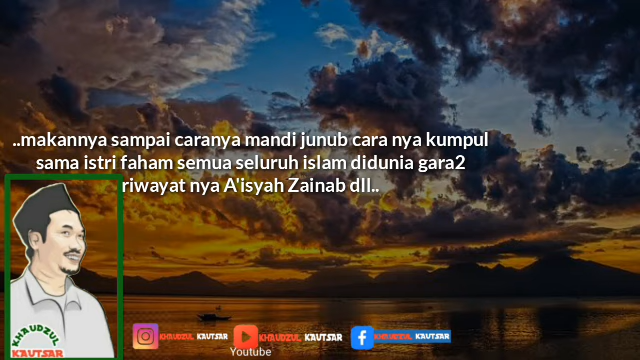 ..makannya sampai caranya mandi junub cara nya kumpul
sama istri faham semua seluruh islam didunia gara2
riwayat nya A'isyah Zainab dll..
KHAUDZUL
KAUTSAR
KHAUDZUL KAUTSAR
KHAUDZUL KAUTSAR
KHAUDZUL KAUTSAR
Youtube